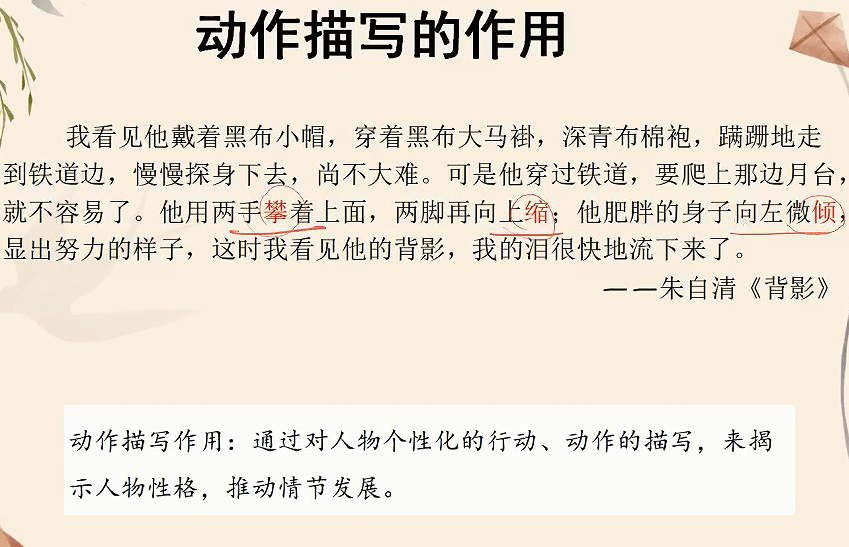 动作描写的作用
我看见他戴着黑布小帽，穿着黑布大马褂，深青布棉袍，蹒跚地走
到铁道边，慢慢探身下去，尚不大难。可是他穿过铁道，要爬上那边月台，
就不容易了。他用两手攀着上面，两脚再向上缩；他肥胖的身子向左微倾，
显出努力的样子，这时我看见他的背影，我的泪很快地流下来了。
——朱自清《背影》
动作描写作用：通过对人物个性化的行动、动作的描写，来揭
示人物性格，推动情节发展。